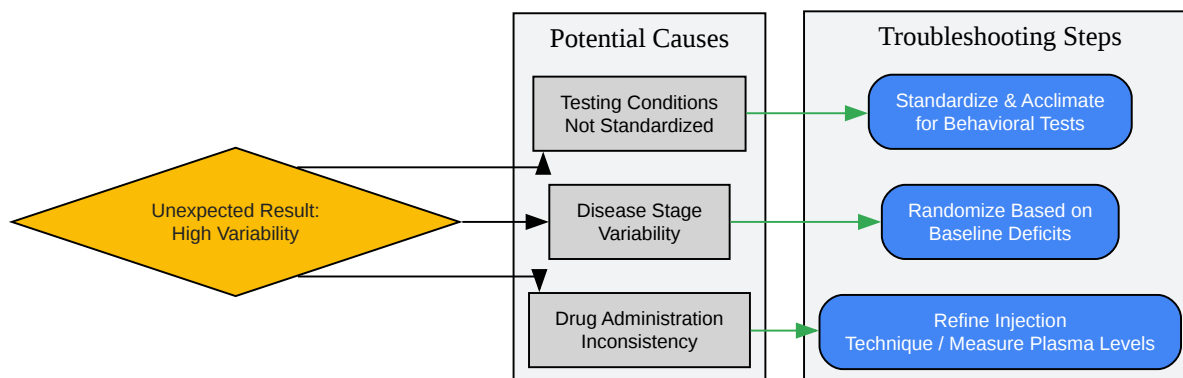 Potential Causes
Troubleshooting Steps
Testing Conditions
Not Standardized
Standardize & Acclimate
for Behavioral Tests
Unexpected Result:
High Variability
Disease Stage
Variability
Randomize Based on
Baseline Deficits
Drug Administration
Inconsistency
Refine Injection
Technique / Measure Plasma Levels